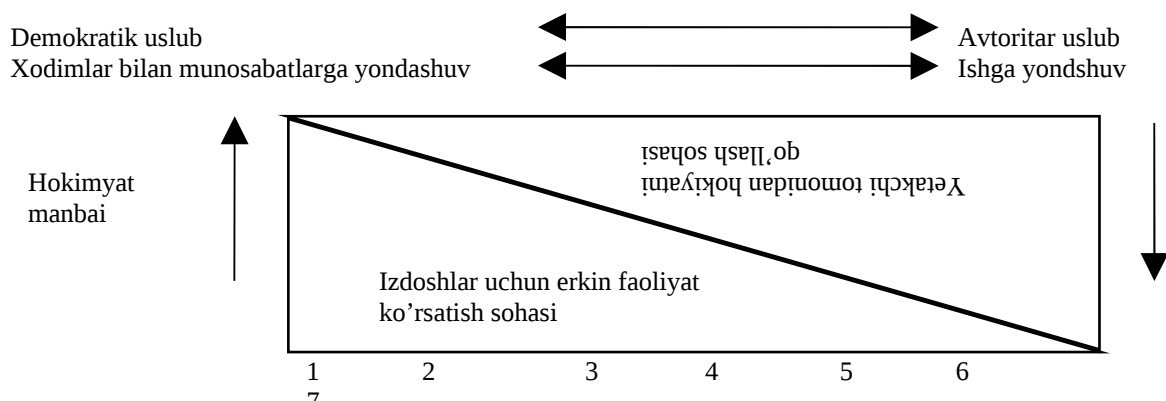 Demokratik uslub
Xodimlar bilan munosabatlarga yondashuv
Avtoritar uslub
Ishga yondshuv
Hokimyat
manbai
Yetakchi tomonidan hokiyatni
qo’llash sohasi
Izdoshlar uchun erkin faoliyat
ko’rsatish sohasi
1 2 3 4 5 6
7